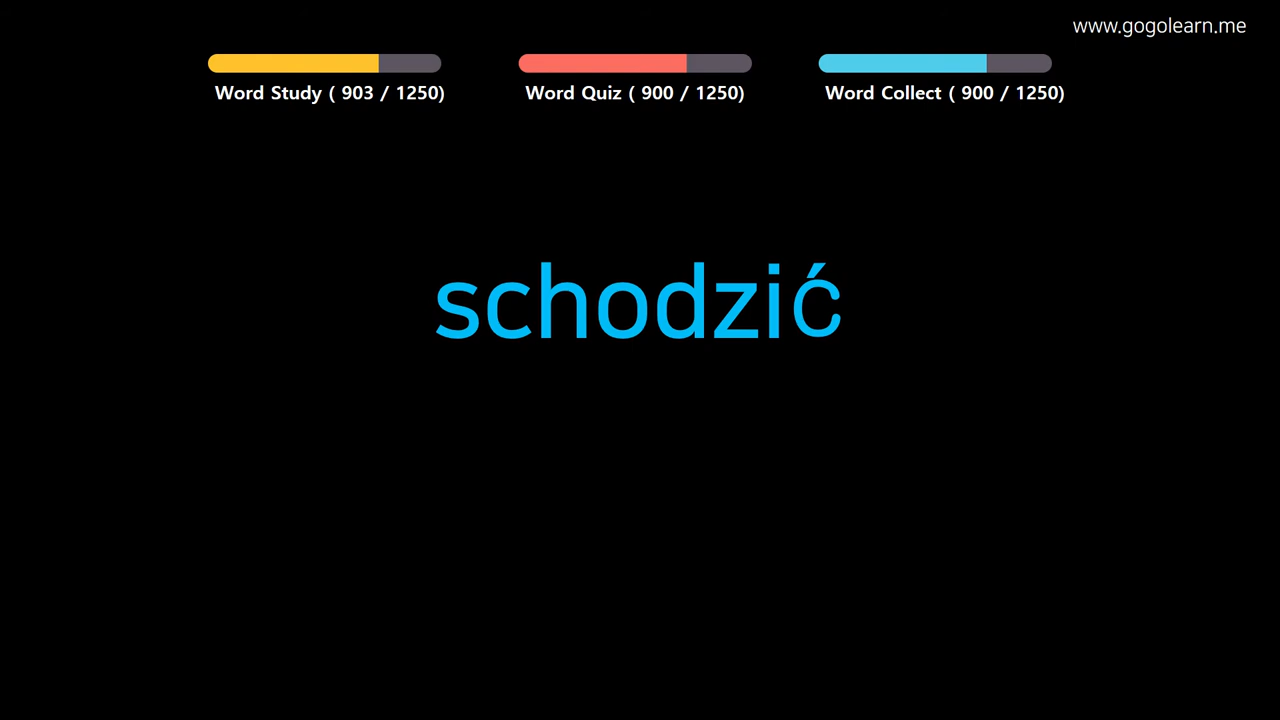 www.gogolearn.me
Word Study ( 903 / 1250)
Word Quiz ( 900 / 1250)
Word Collect ( 900 / 1250)
schodzić